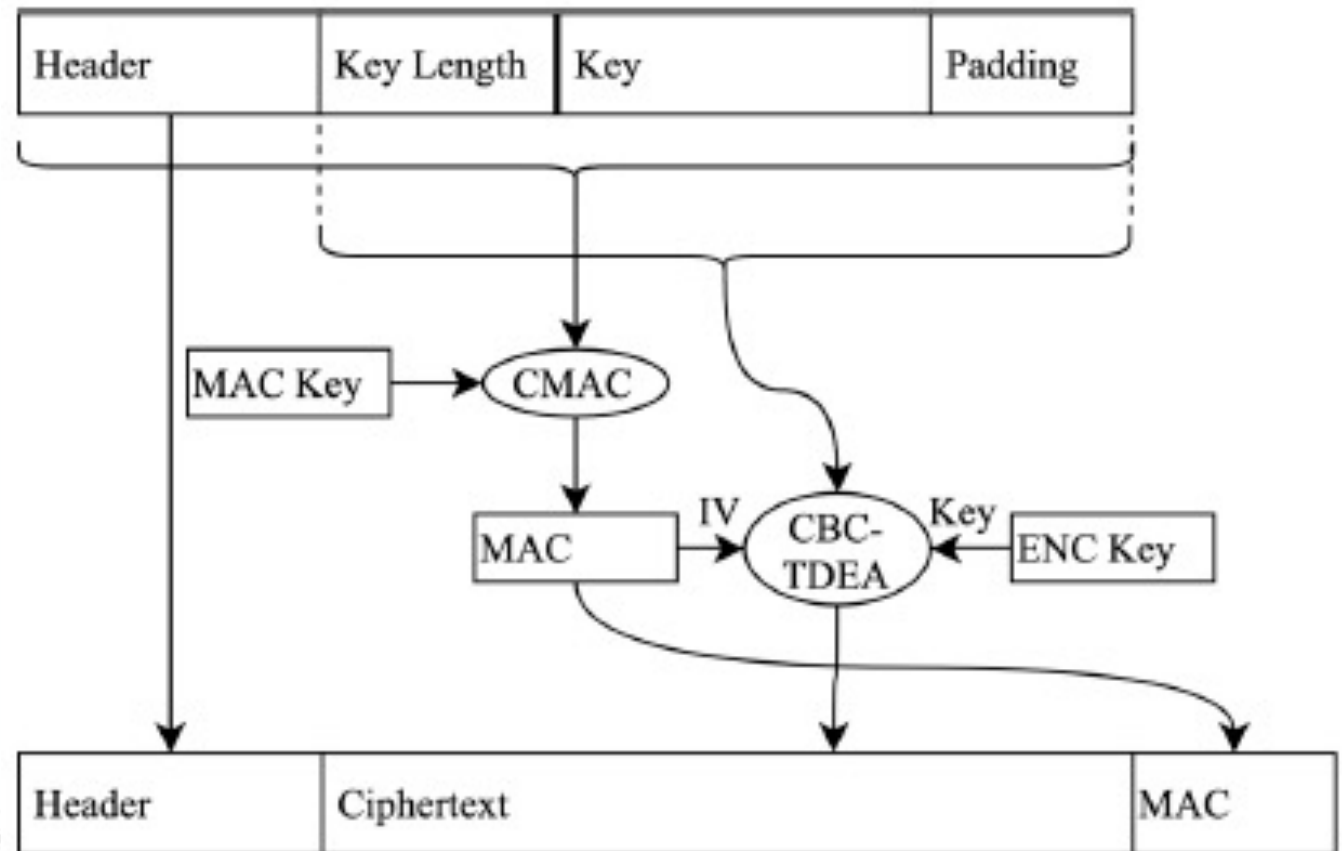 Header
Key Length
Key
Padding
MAC Key
CMAC
MAC
IV
CBC-
TDEA
Key
ENC Key
Header
Ciphertext
MAC